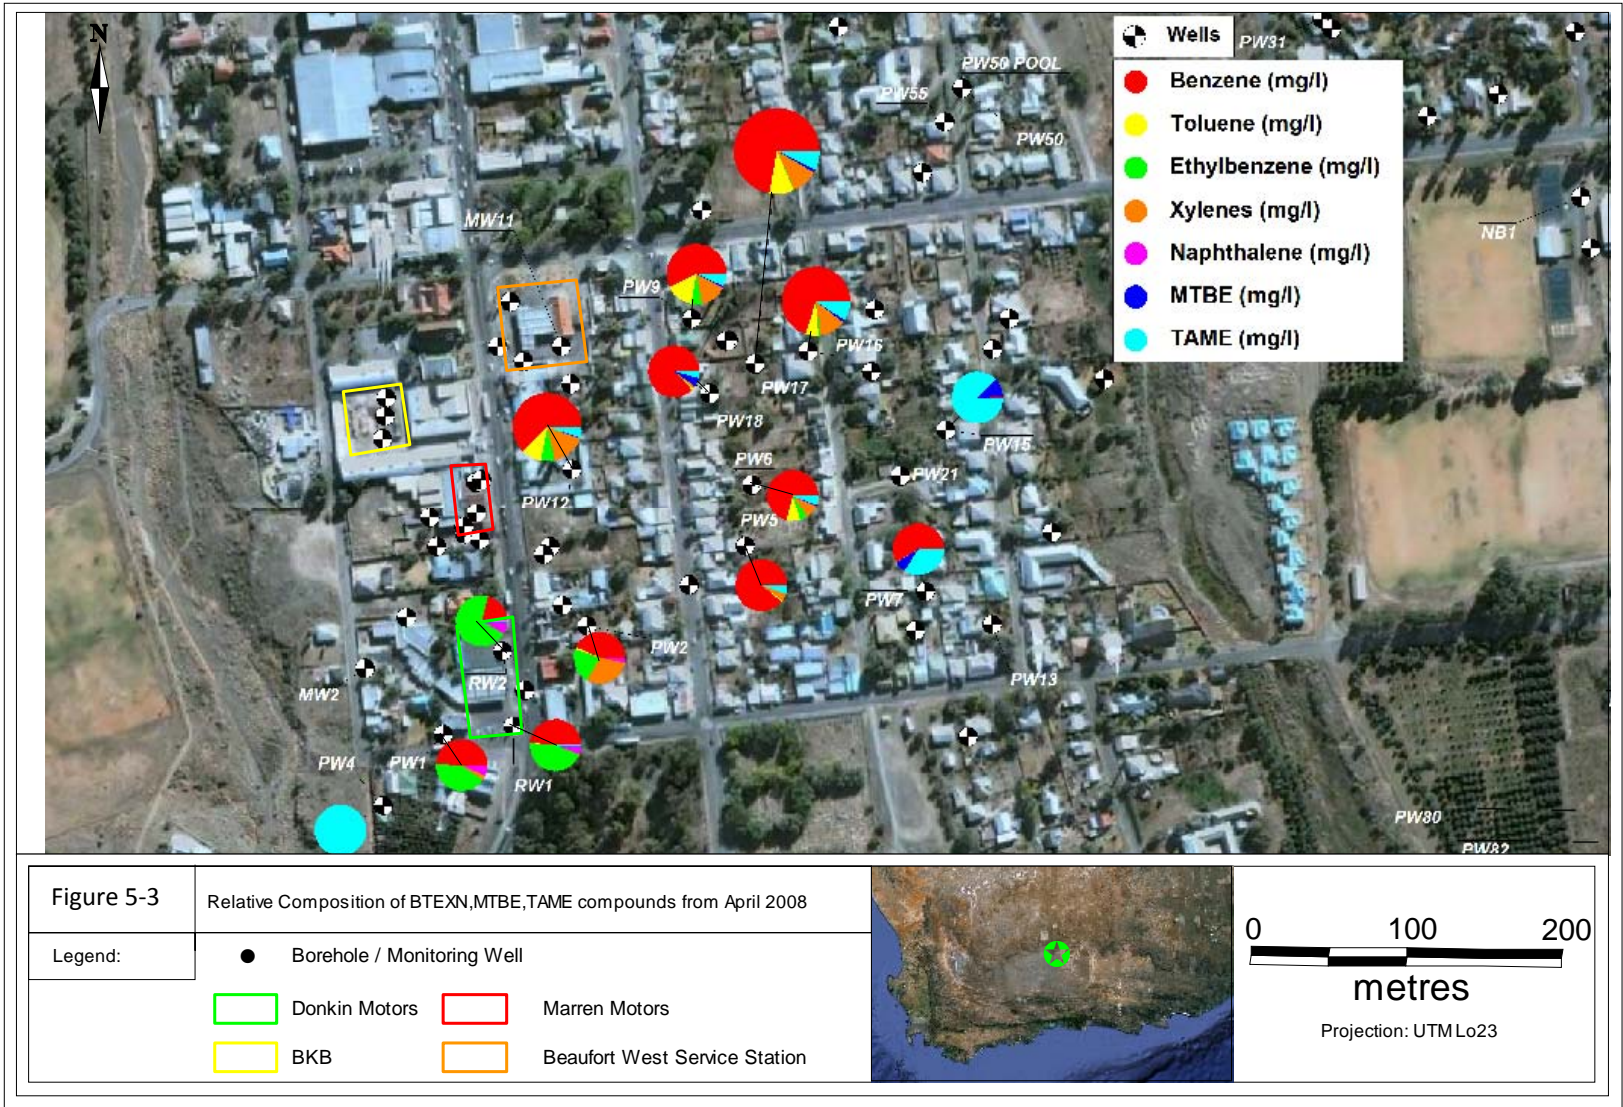 N
Wells
PW31
Benzene (mg/l)
Toluene (mg/l)
Ethylbenzene (mg/l)
Xylenes (mg/l)
Naphthalene (mg/l)
MTBE (mg/l)
TAME (mg/l)
PW50 POOL
PW55
PW50
MW11
NB1
PW9
PW16
PW17
PW18
PW15
PW6
PW21
PW12
PW5
PW7
PW2
RW2
MW2
PW13
PW4
PW1
RW1
PW80
PW82
Figure 5-3
Relative Composition of BTEXN,MTBE,TAME compounds from April 2008
Legend:
Borehole / Monitoring Well
Donkin Motors
Marren Motors
BKB
Beaufort West Service Station
0 100 200
metres
Projection: UTM Lo23